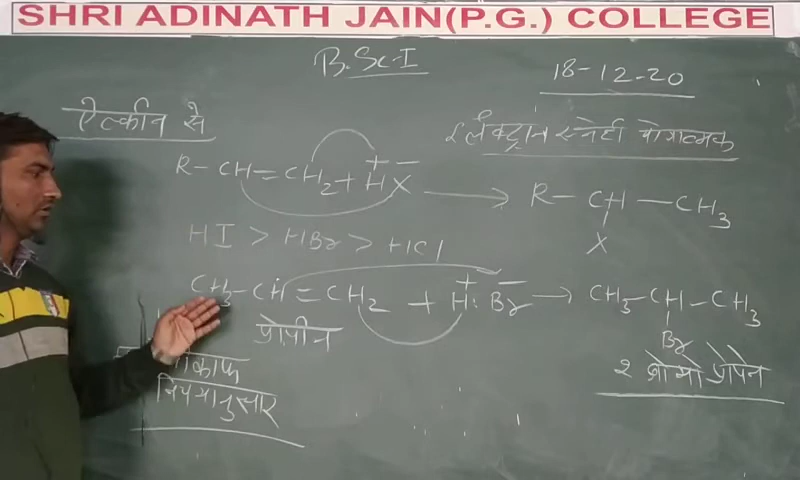 SHRI ADINATH JAIN(P.G.) COLLEGE
B.Sc-I
18-12-20
ऐल्कीन से
इलैक्ट्रान स्नेही योगात्मक
R-CH=CH₂+H⁺X⁻ → R-CH-CH₃
X
HI > HBr > HCl
CH₃-CH=CH₂ + H⁺:Br⁻ → CH₃-CH-CH₃
Br
प्रोपीन
2 ब्रोमो प्रोपेन
नियमानुसार